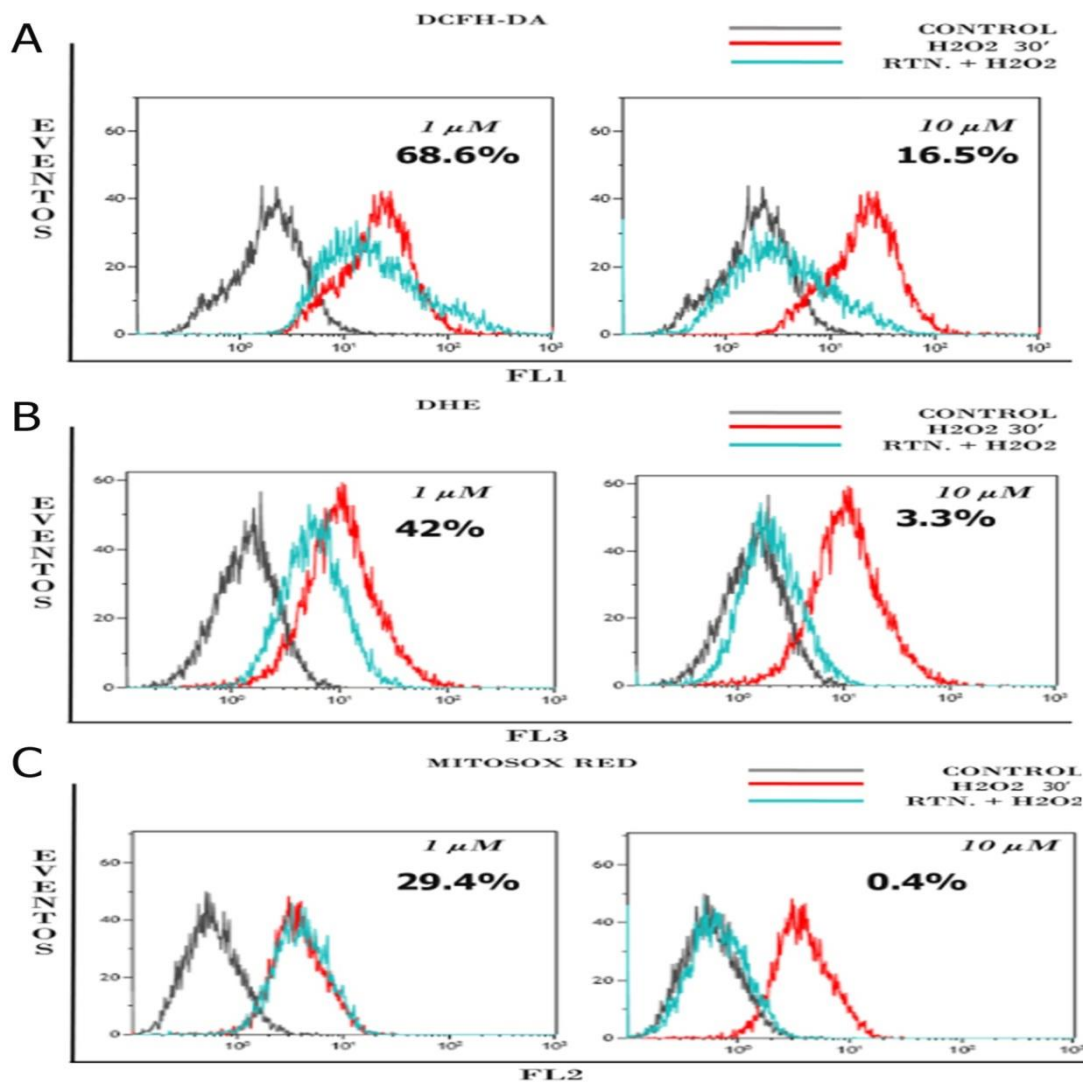 A
DCFH-DA
CONTROL
H2O2 30'
RTN. + H2O2
EVENTOS
1 µM
68.6%
60
40
20
0
10⁰ 10¹ 10² 10³
10 µM
16.5%
60
40
20
0
10⁰ 10¹ 10² 10³
FL1
B
DHE
CONTROL
H2O2 30'
RTN. + H2O2
EVENTOS
1 µM
42%
60
40
20
0
10⁰ 10¹ 10² 10³
10 µM
3.3%
60
40
20
0
10⁰ 10¹ 10² 10³
FL3
C
MITOSOX RED
CONTROL
H2O2 30'
RTN. + H2O2
EVENTOS
1 µM
29.4%
60
40
20
0
10⁰ 10¹ 10² 10³
10 µM
0.4%
60
40
20
0
10⁰ 10¹ 10² 10³
FL2